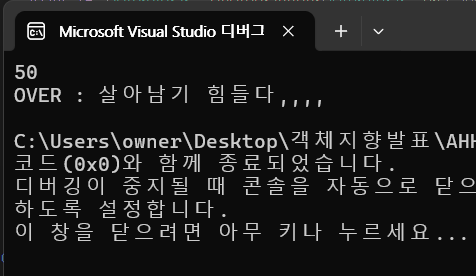 Microsoft Visual Studio 디버그
50
OVER : 살아남기 힘들다,,,,
C:\Users\owner\Desktop\객체지향발표\AHH
코드(0x0)와 함께 종료되었습니다.
디버깅이 중지될 때 콘솔을 자동으로 닫으
하도록 설정합니다.
이 창을 닫으려면 아무 키나 누르세요...